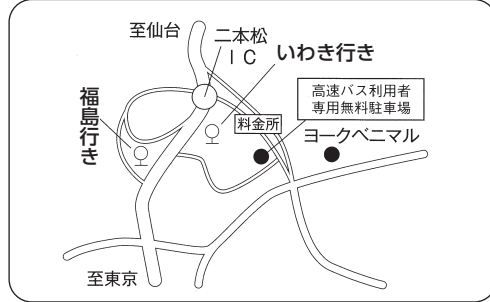 至仙台
二本松
IC
いわき行き
高速バス利用者
専用無料駐車場
料金所
ヨークベニマル
福島行き
至東京